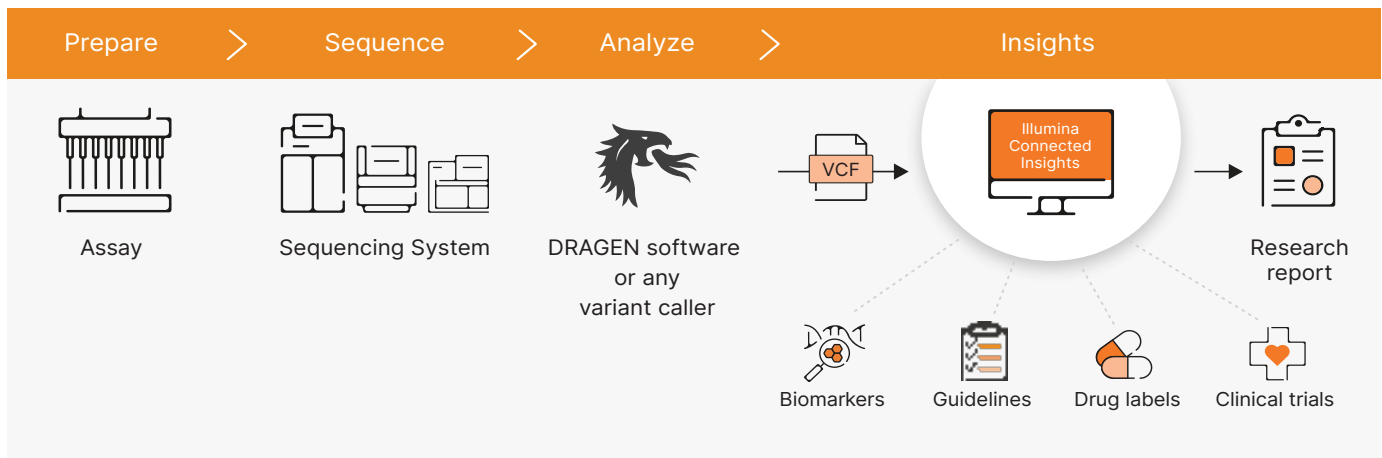 Prepare
Sequence
Analyze
Insights
Assay
Sequencing System
DRAGEN software
or any
variant caller
VCF
Illumina
Connected
Insights
Research
report
Biomarkers
Guidelines
Drug labels
Clinical trials